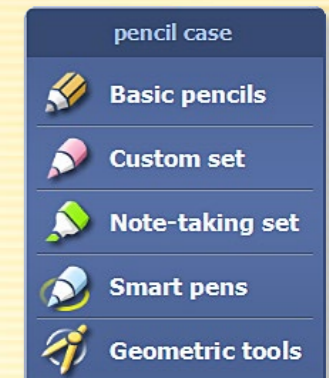 pencil case
Basic pencils
Custom set
Note-taking set
Smart pens
Geometric tools